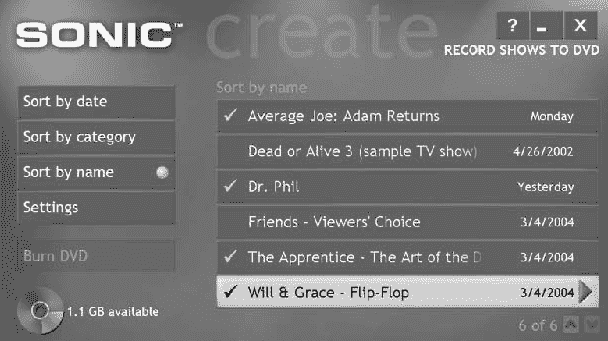 SONIC™ create
? _ X
RECORD SHOWS TO DVD
Sort by date
Sort by category
Sort by name
Settings
Burn DVD
1.1 GB available
Sort by name
✓ Average Joe: Adam Returns Monday
Dead or Alive 3 (sample TV show) 4/26/2002
✓ Dr. Phil Yesterday
Friends - Viewers' Choice 3/4/2004
✓ The Apprentice - The Art of the D 3/4/2004
✓ Will & Grace - Flip-Flop 3/4/2004
6 of 6